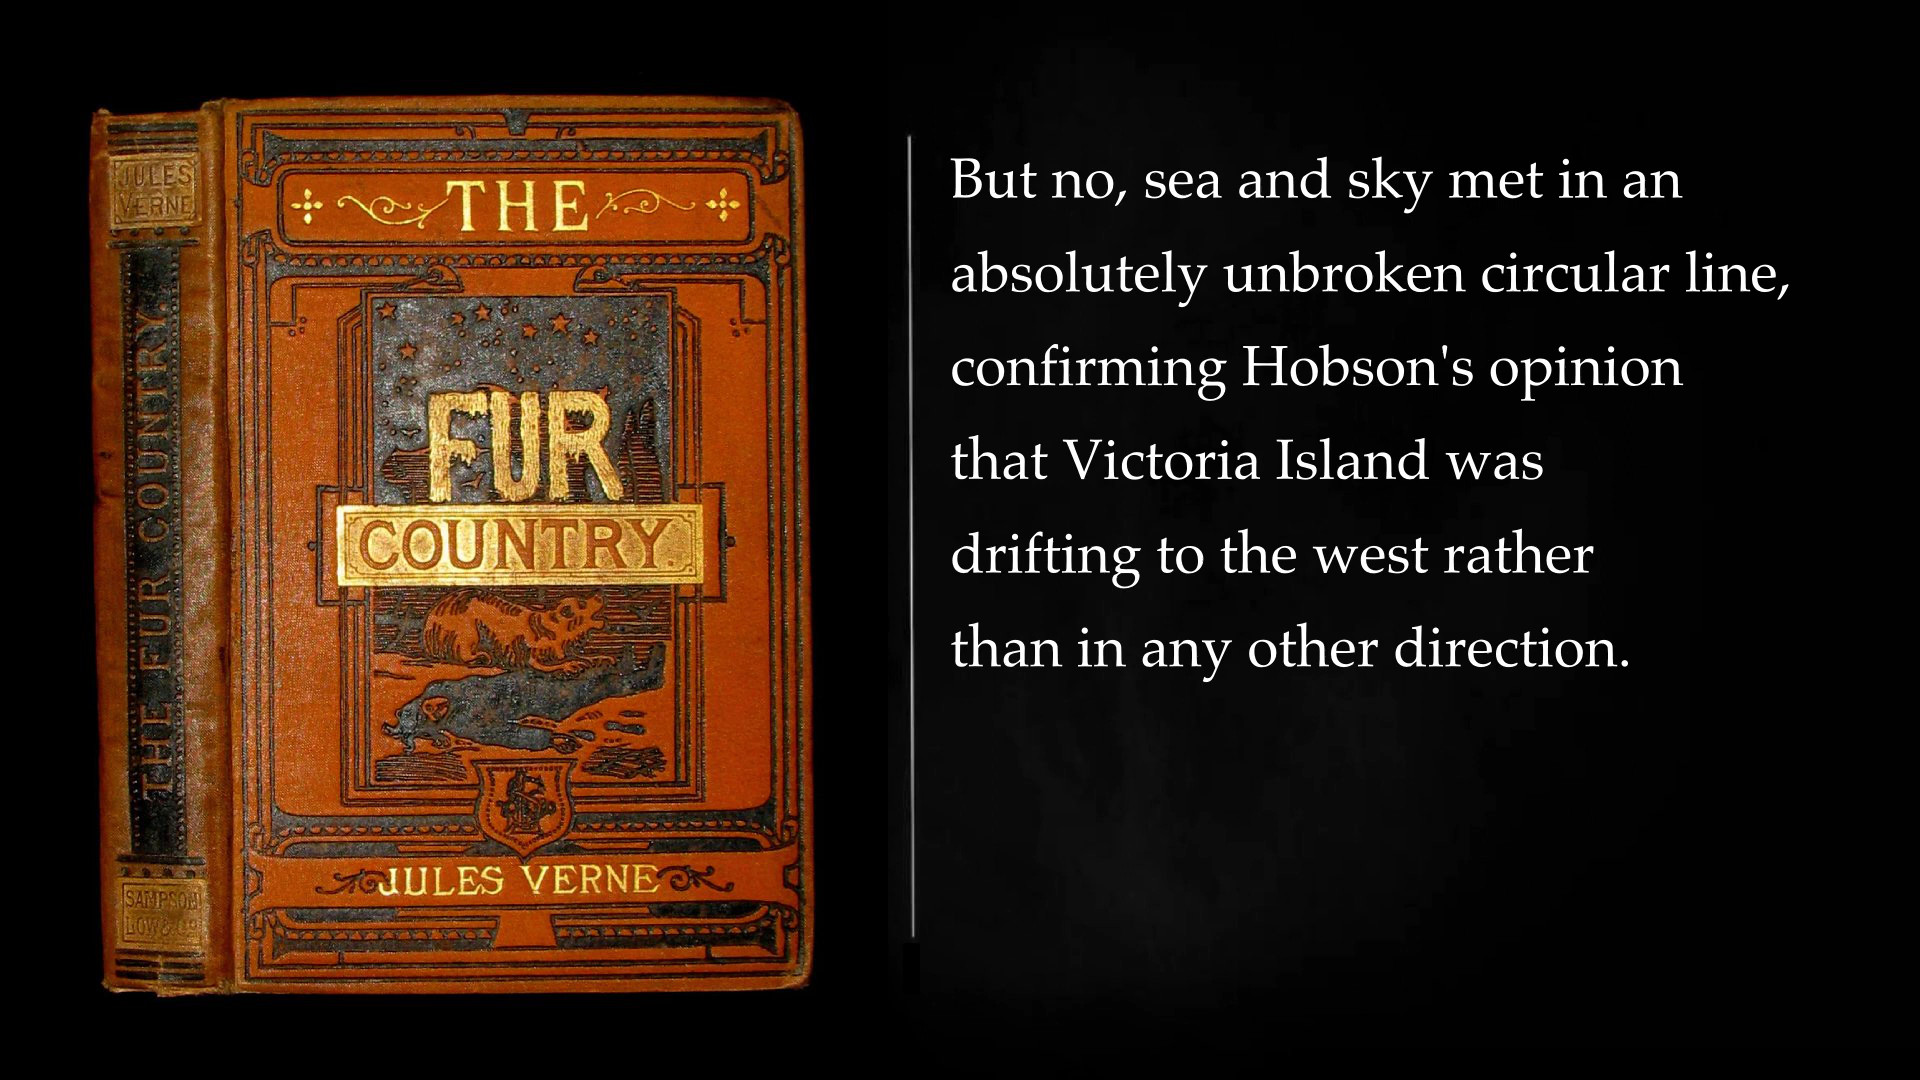 JULES
VERNE
THE FUR COUNTRY.
SAMPSON
LOW & Co
THE
FUR
COUNTRY.
JULES VERNE
But no, sea and sky met in an
absolutely unbroken circular line,
confirming Hobson's opinion
that Victoria Island was
drifting to the west rather
than in any other direction.